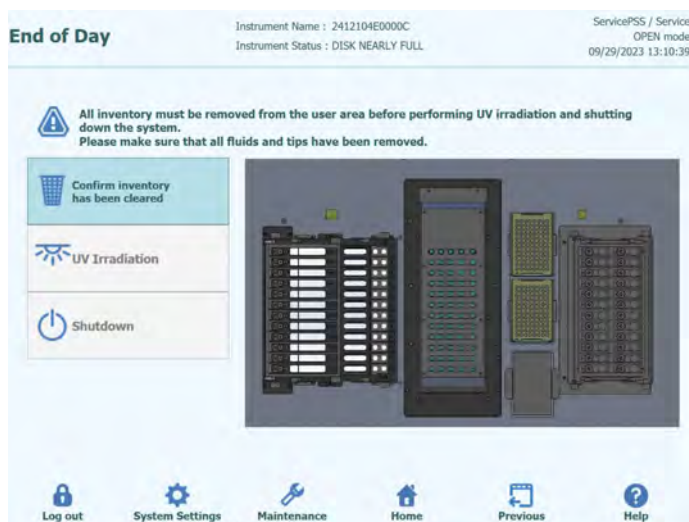 End of Day
Instrument Name : 2412104E0000C
Instrument Status : DISK NEARLY FULL
ServicePSS / Service
OPEN mode
09/29/2023 13:10:39
All inventory must be removed from the user area before performing UV irradiation and shutting
down the system.
Please make sure that all fluids and tips have been removed.
Confirm inventory
has been cleared
UV Irradiation
Shutdown
Log out
System Settings
Maintenance
Home
Previous
Help